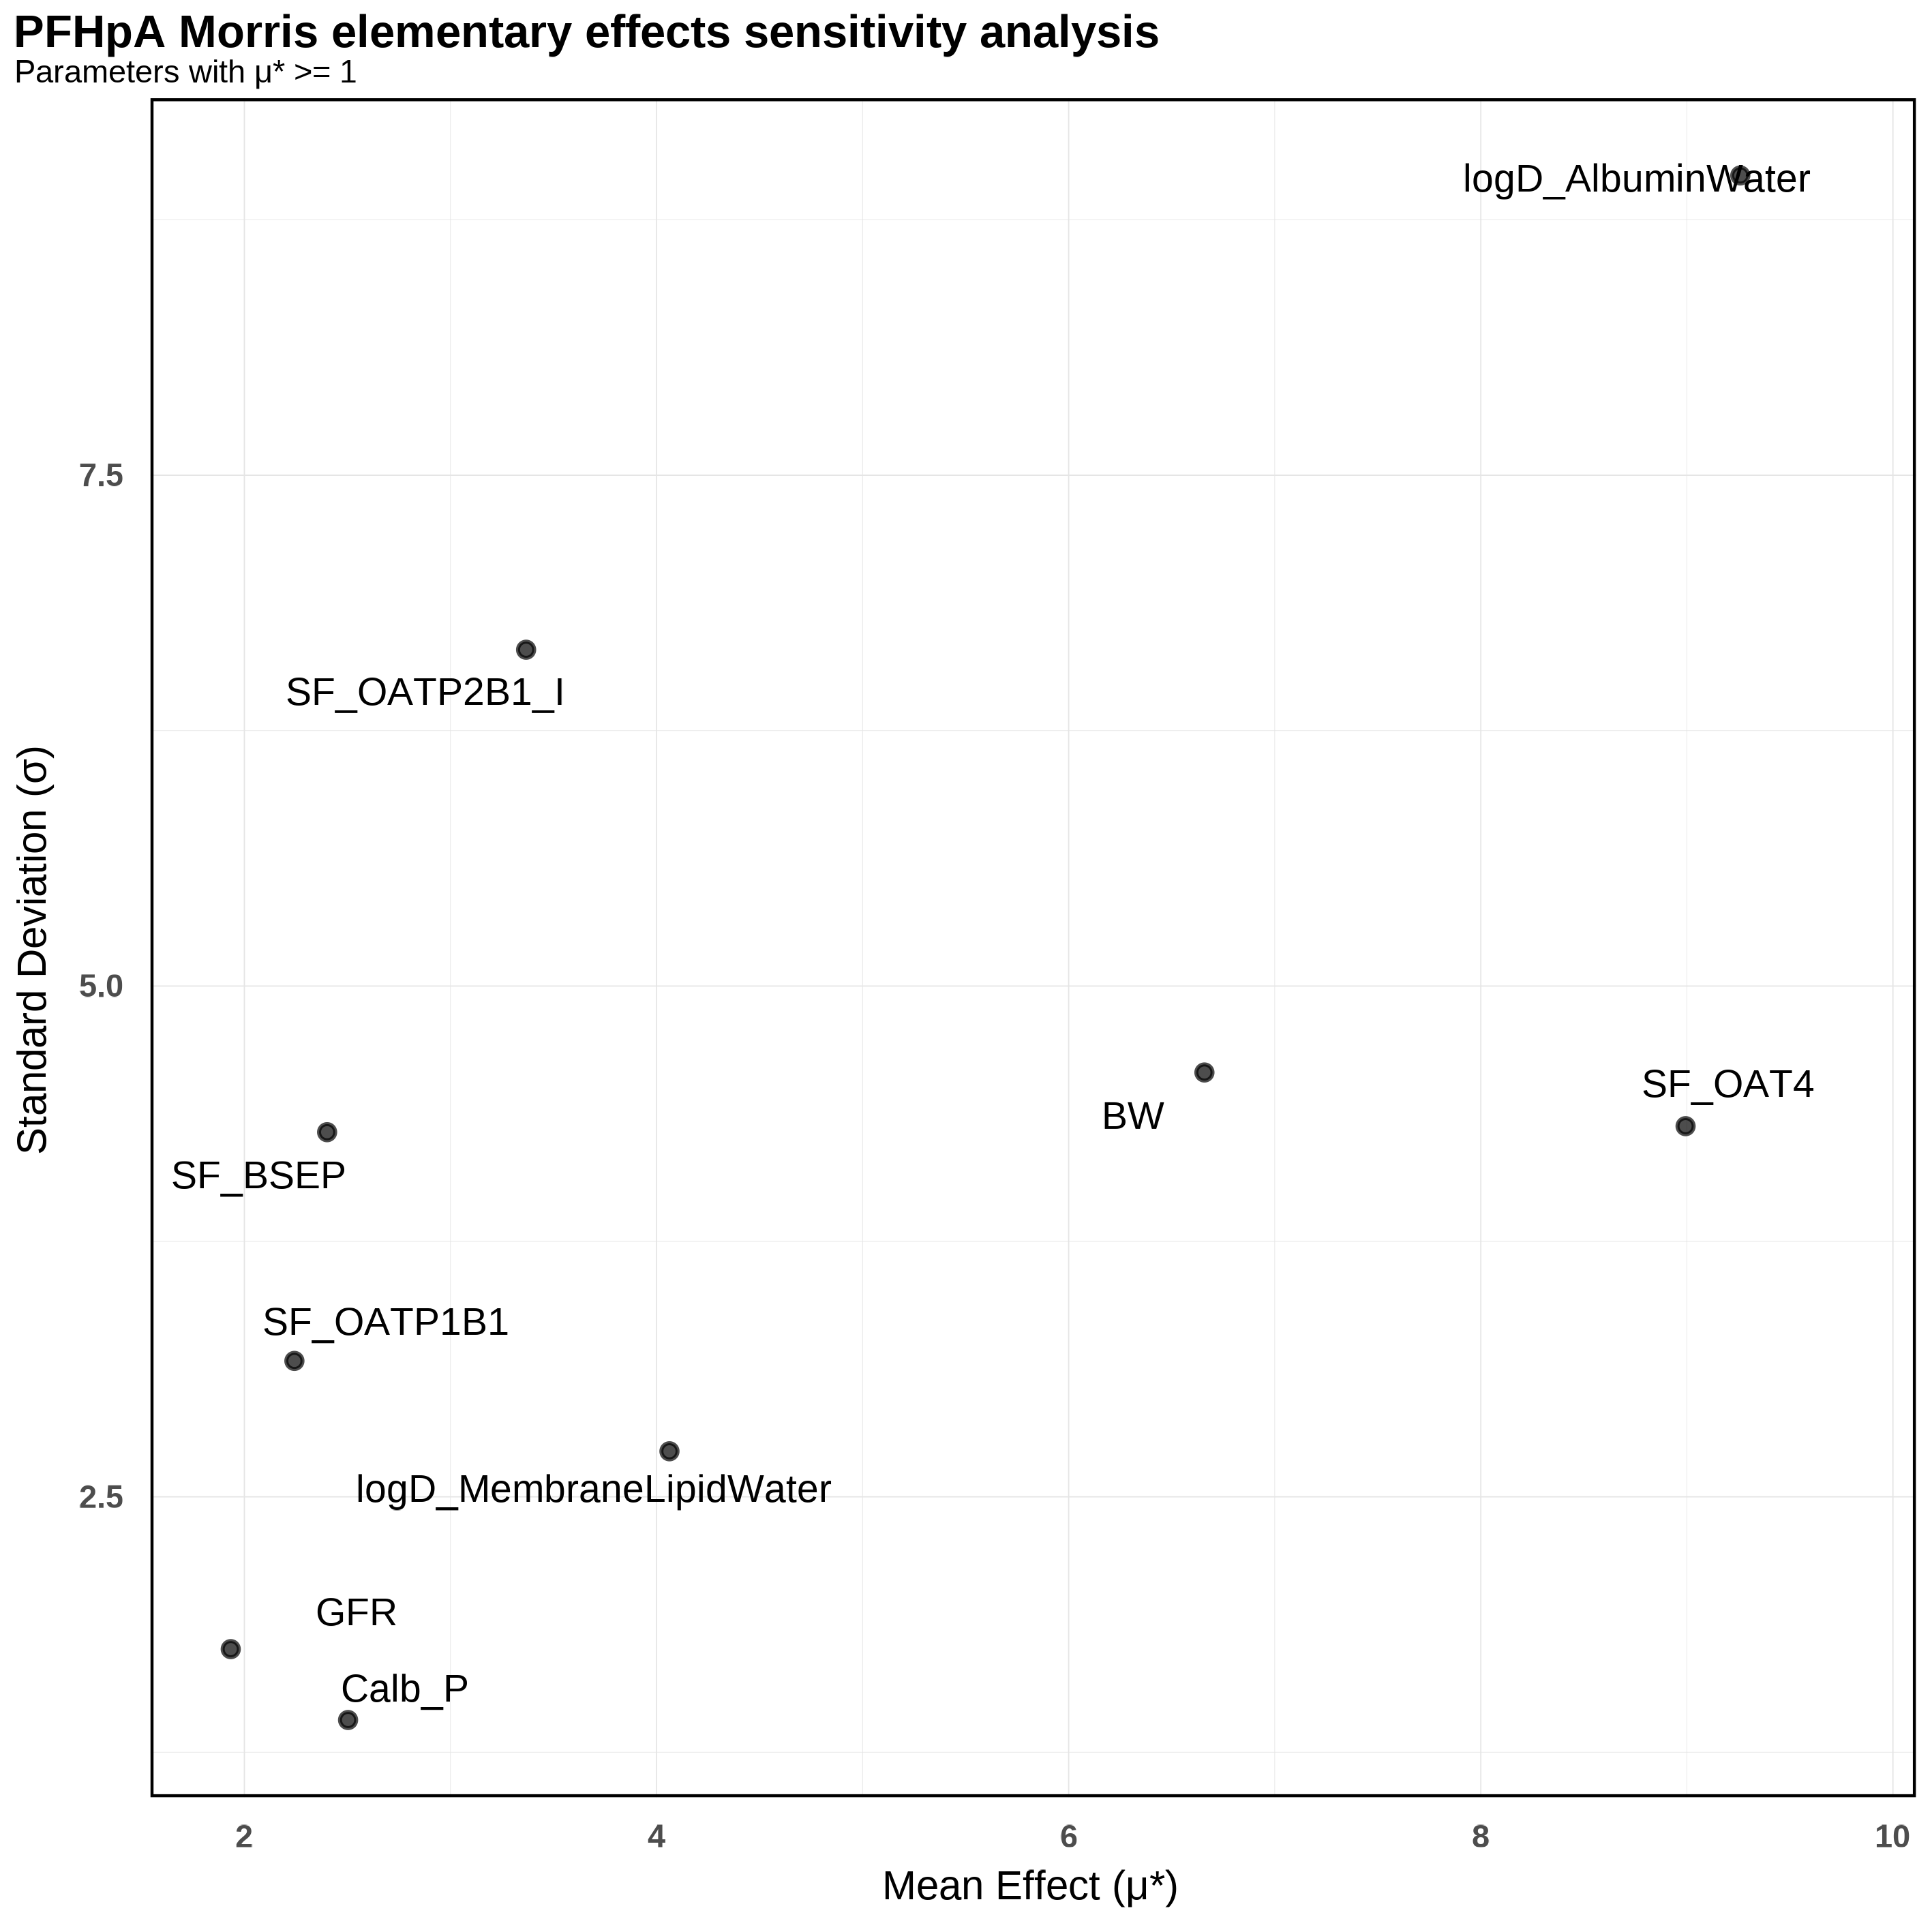 PFHpA Morris elementary effects sensitivity analysis
Parameters with μ* >= 1
logD_AlbuminWater
7.5
SF_OATP2B1_I
Standard Deviation (σ)
5.0
SF_OAT4
BW
SF_BSEP
SF_OATP1B1
logD_MembraneLipidWater
2.5
GFR
Calb_P
2 4 6 8 10
Mean Effect (μ*)